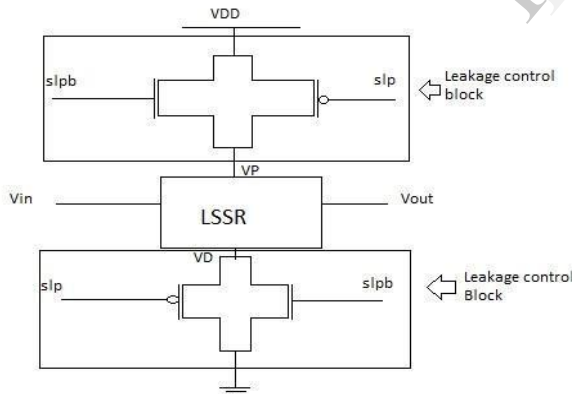 VDD
slpb
slp
Leakage control
block
VP
Vin
LSSR
Vout
VD
slp
slpb
Leakage control
Block